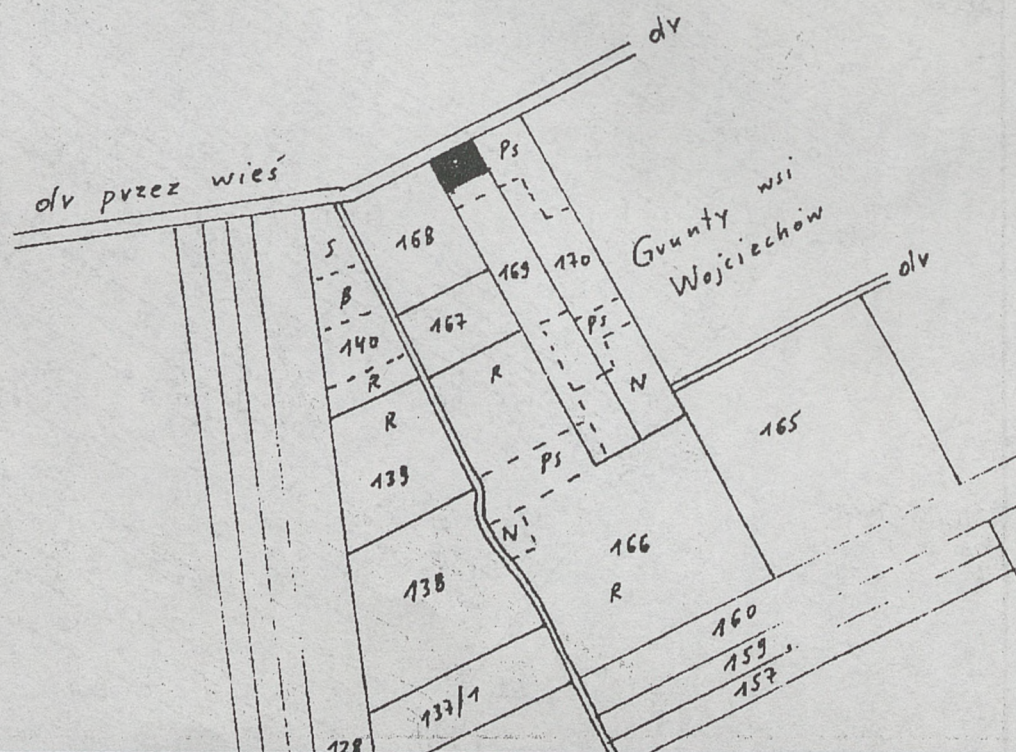 dr
dr przez wieś
Ps
S
168
Grunty wsi
Wojciechów
169
170
dr
B
167
Ps
140
R
R
N
R
165
139
Ps
N
166
138
R
160
159
137/1
157
128